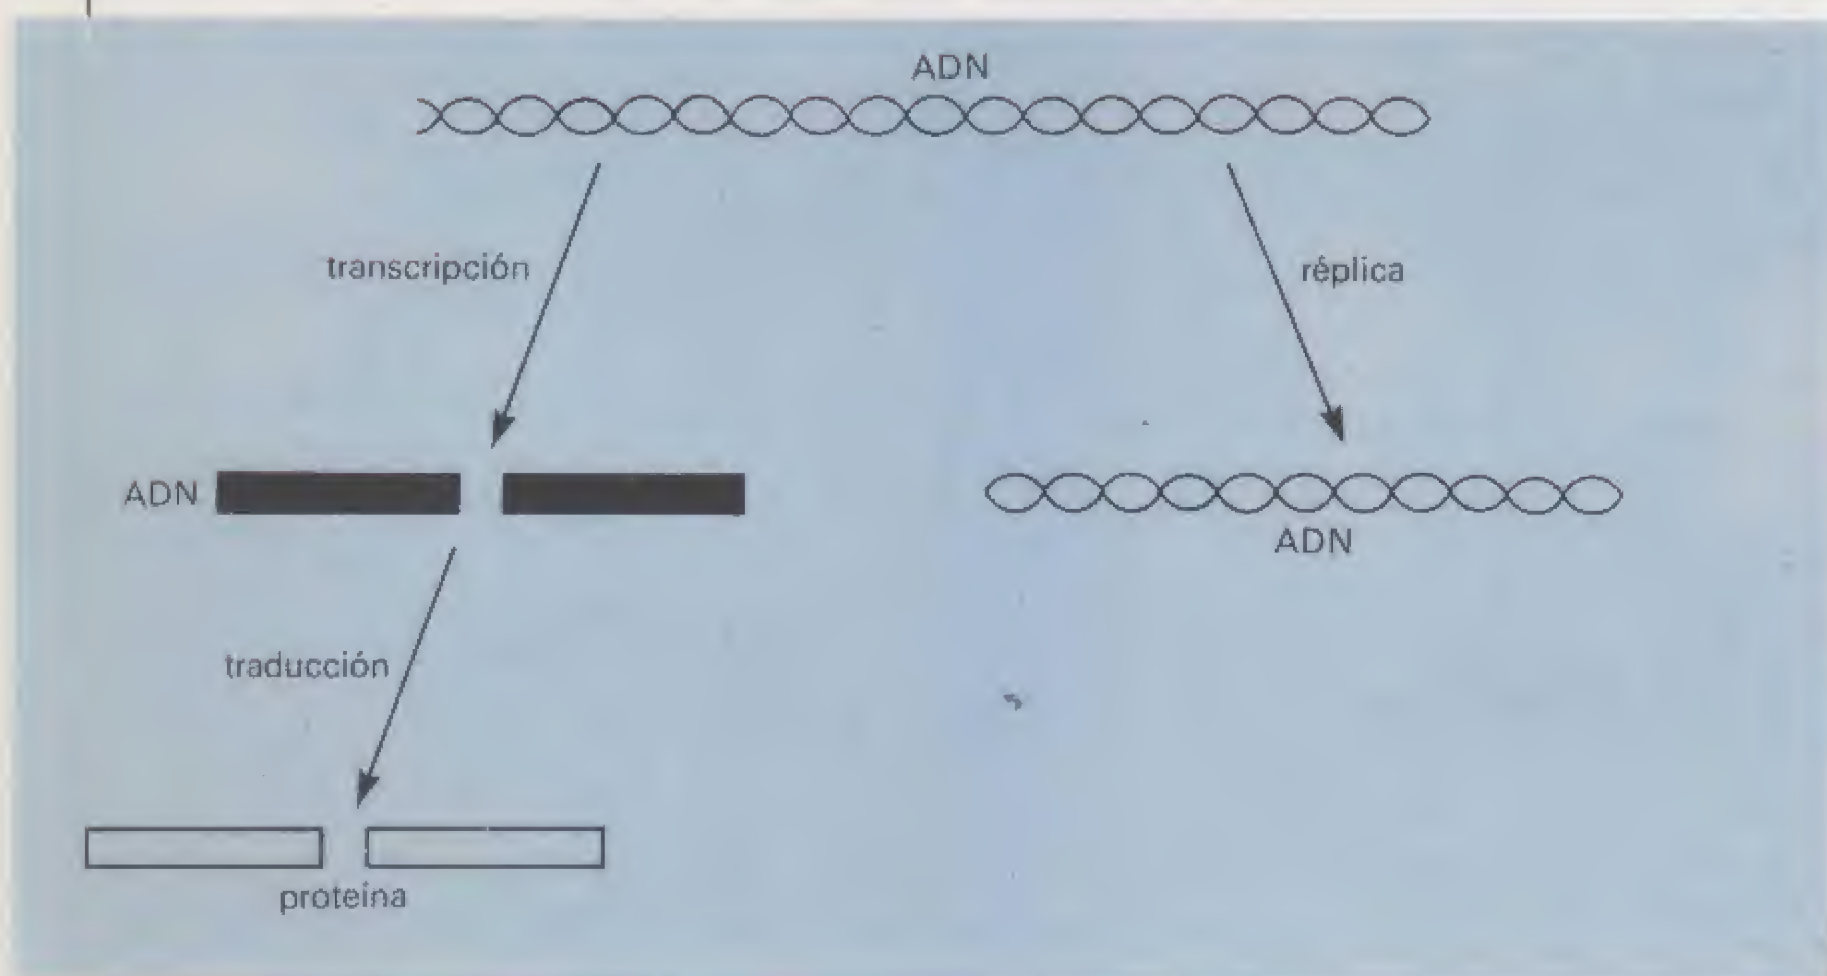 ADN
transcripción
réplica
ADN
ADN
traducción
proteína